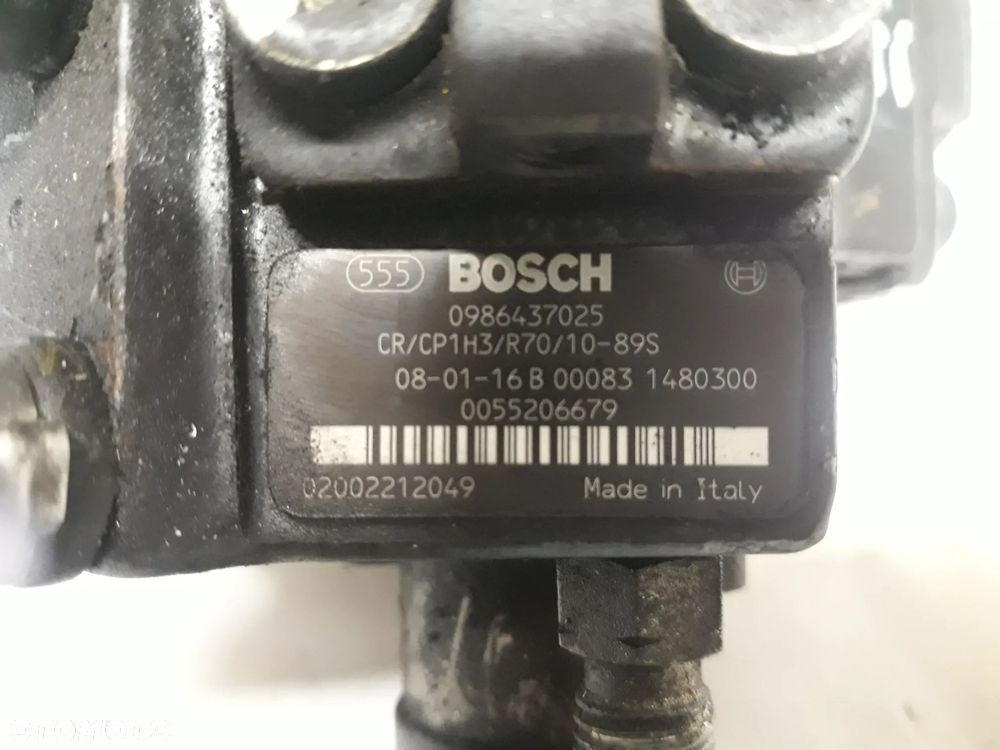 555 BOSCH
0986437025
CR/CP1H3/R70/10-89S
08-01-16 B 00083 1480300
0055206679
02002212049 Made in Italy